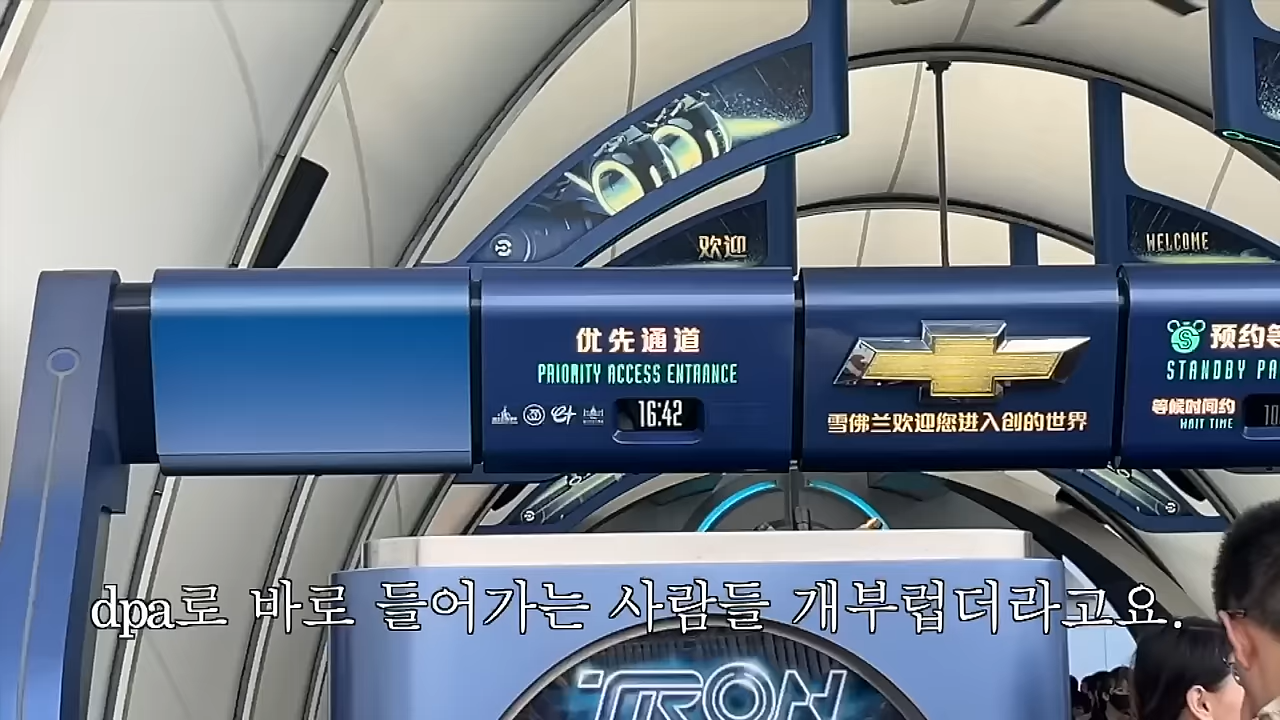 欢迎
WELCOME
优先通道
PRIORITY ACCESS ENTRANCE
16:42
雪佛兰欢迎您进入创的世界
预约等
STANDBY PA
等候时间约
WAIT TIME
dpa로 바로 들어가는 사람들 개부럽더라고요.
TRON